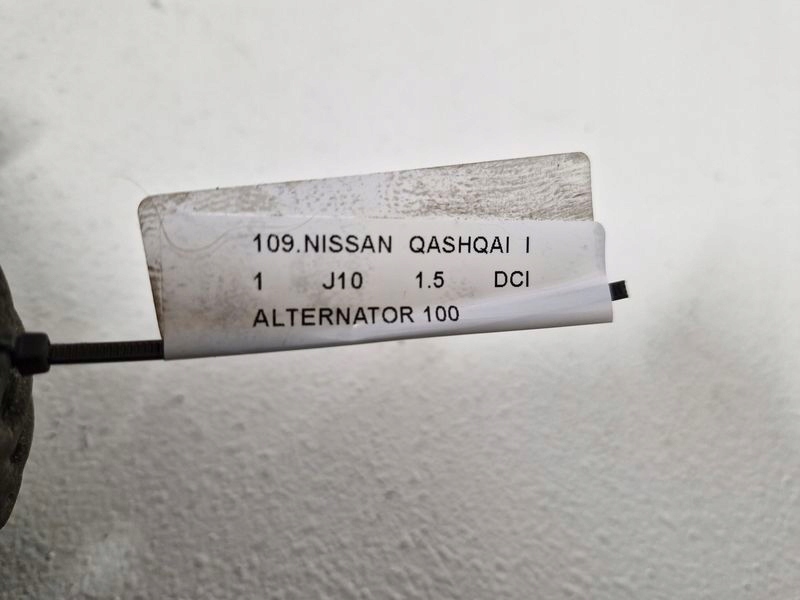 109.NISSAN QASHQAI I
1 J10 1.5 DCI
ALTERNATOR 100